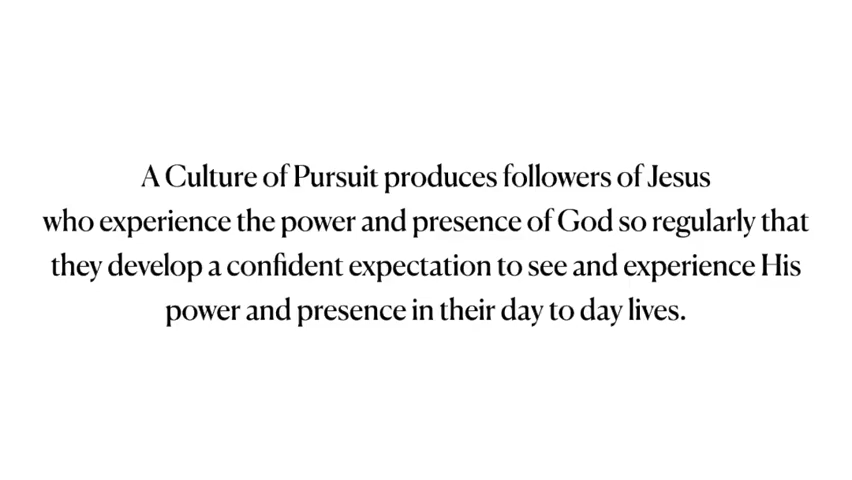 A Culture of Pursuit produces followers of Jesus
who experience the power and presence of God so regularly that
they develop a confident expectation to see and experience His
power and presence in their day to day lives.